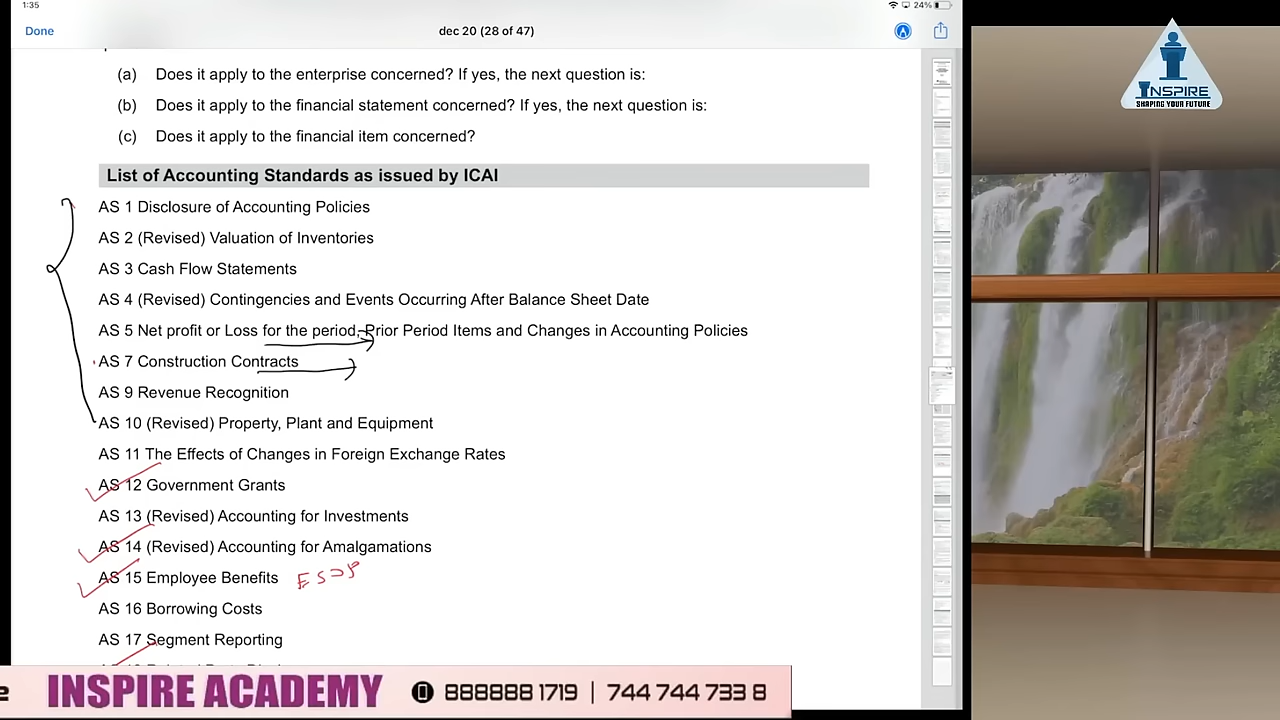 1:35
24%
Done
dec 20 (28 of 47)
(a) Does it apply to the enterprise concerned? If yes, the next question is:
(b) Does it apply to the financial statement concerned? If yes, the next question is:
(c) Does it apply to the financial item concerned?
List of Accounting Standards as issued by ICAI
AS 1 Disclosure of Accounting Policies
AS 2 (Revised) Valuation of Inventories
AS 3 Cash Flow Statements
AS 4 (Revised) Contingencies and Events Occurring After Balance Sheet Date
AS 5 Net profit or Loss for the period, Prior Period Items and Changes in Accounting Policies
AS 7 Construction Contracts
AS 9 Revenue Recognition
AS 10 (Revised) Property, Plant and Equipment
AS 11 The Effects of Changes in Foreign Exchange Rates
AS 12 Government Grants
AS 13 (Revised) Accounting for Investments
AS 14 (Revised) Accounting for Amalgamations
AS 15 Employee Benefits
AS 16 Borrowing Costs
AS 17 Segment Reporting
INSPIRE ACADEMY 888888 1719 | 744 744 733 8
INSPIRE
SHAPING YOUR FUTURE